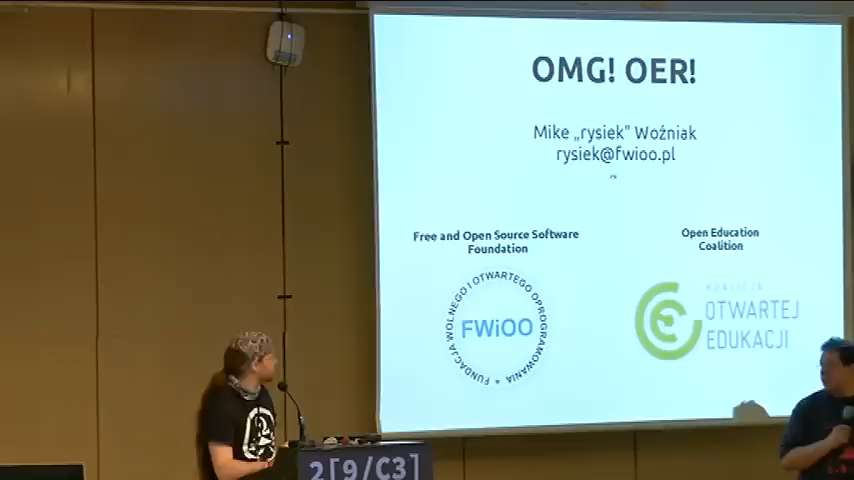 OMG! OER!
Mike „rysiek” Woźniak
rysiek@fwioo.pl
Free and Open Source Software
Foundation
Open Education
Coalition
FUNDACJA WOLNEGO I OTWARTEGO OPROGRAMOWANIA
FWiOO
KOALICJA
OTWARTEJ
EDUKACJI
2[9/C3]